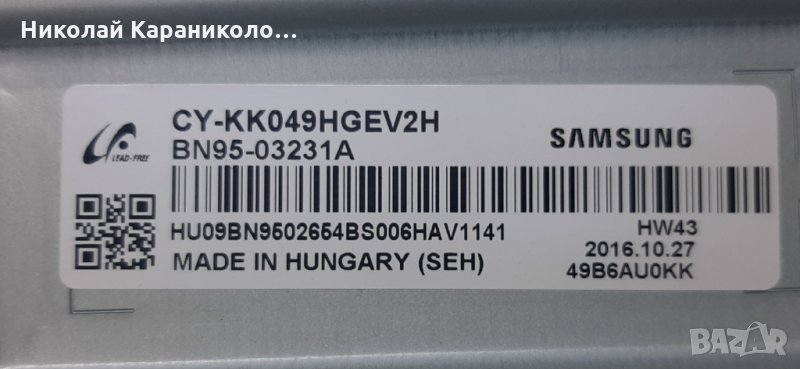 Николай Караниколо...
CY-KK049HGEV2H
BN95-03231A
SAMSUNG
LEAD-FREE
HU09BN9502654BS006HAV1141
HW43
2016.10.27
MADE IN HUNGARY (SEH)
49B6AU0KK
BAZAR